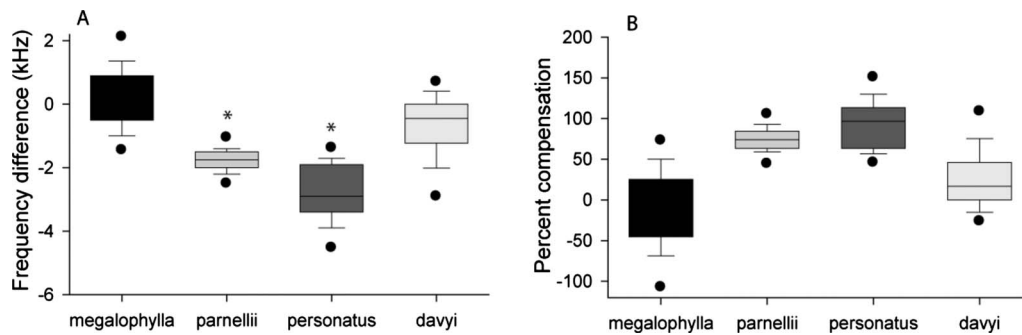 A
Frequency difference (kHz)
2
0
-2
-4
-6
*
*
megalophylla parnellii personatus davyi
B
Percent compensation
200
150
100
50
0
-50
-100
megalophylla parnellii personatus davyi